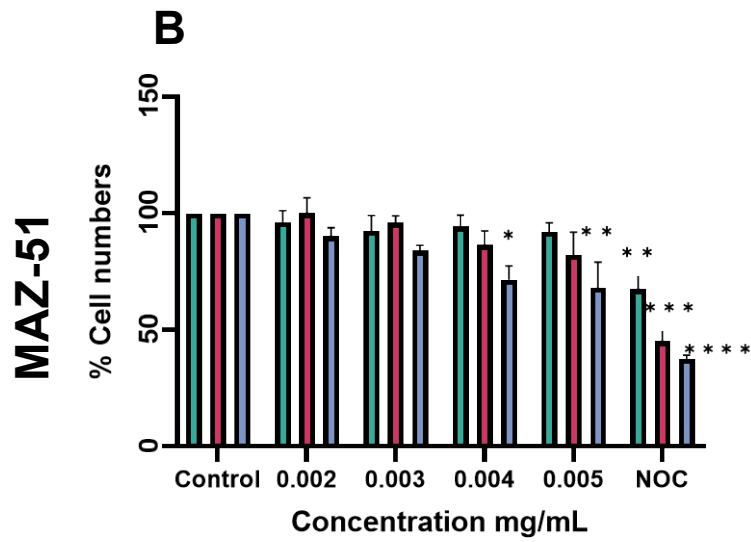 B
MAZ-51
% Cell numbers
150
100
50
0
*
* *
* *
* * *
* * * *
Control 0.002 0.003 0.004 0.005 NOC
Concentration mg/mL